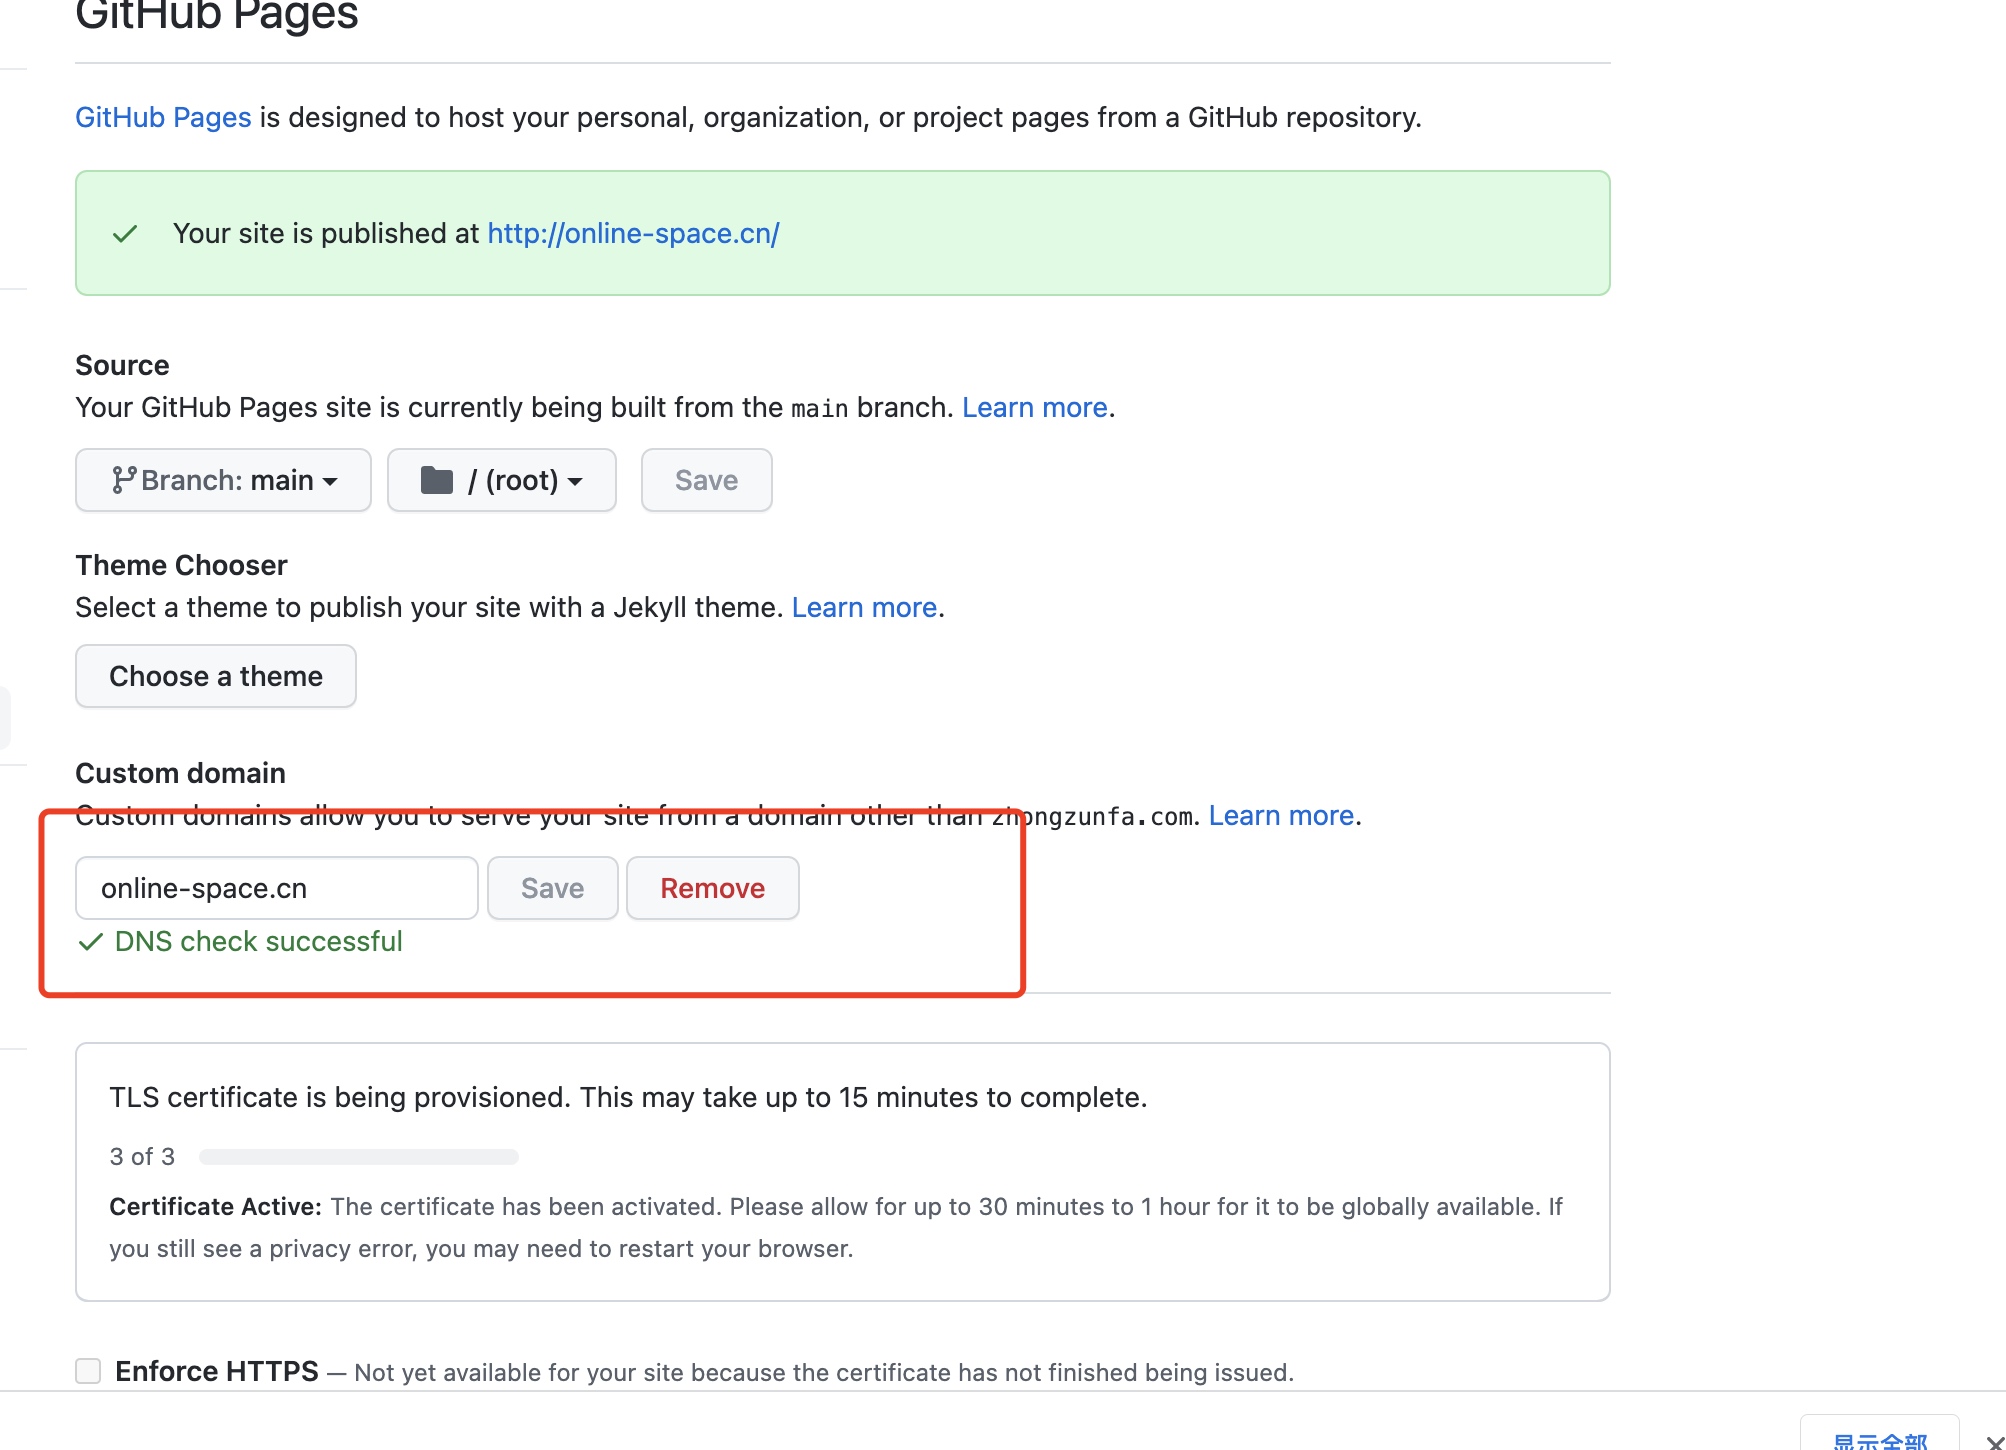 GitHub Pages
GitHub Pages is designed to host your personal, organization, or project pages from a GitHub repository.
Your site is published at http://online-space.cn/
Source
Your GitHub Pages site is currently being built from the main branch. Learn more.
Branch: main / (root) Save
Theme Chooser
Select a theme to publish your site with a Jekyll theme. Learn more.
Choose a theme
Custom domain
Custom domains allow you to serve your site from a domain other than zhongzunfa.com. Learn more.
online-space.cn Save Remove
DNS check successful
TLS certificate is being provisioned. This may take up to 15 minutes to complete.
3 of 3
Certificate Active: The certificate has been activated. Please allow for up to 30 minutes to 1 hour for it to be globally available. If
you still see a privacy error, you may need to restart your browser.
Enforce HTTPS — Not yet available for your site because the certificate has not finished being issued.
显示全部